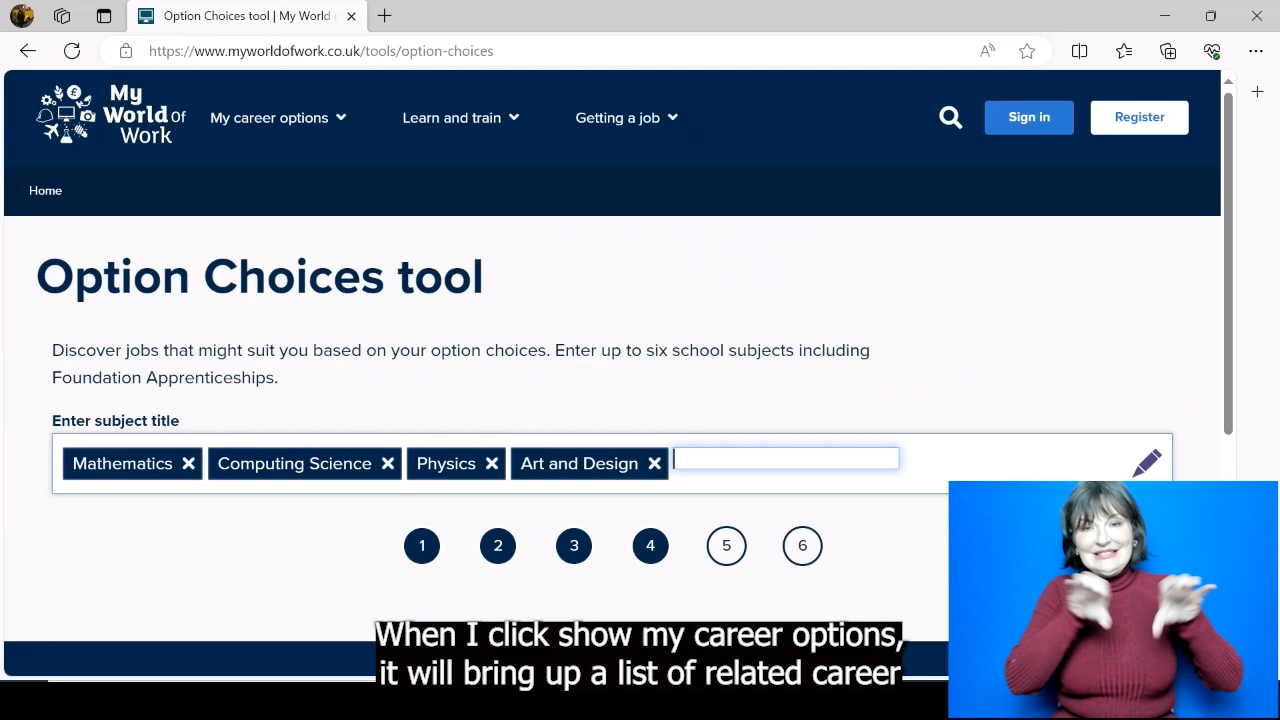 Option Choices tool | My World o
https://www.myworldofwork.co.uk/tools/option-choices
My World Of Work
My career options
Learn and train
Getting a job
Sign in
Register
Home
Option Choices tool
Discover jobs that might suit you based on your option choices. Enter up to six school subjects including
Foundation Apprenticeships.
Enter subject title
Mathematics
Computing Science
Physics
Art and Design
1
2
3
4
5
6
When I click show my career options,
it will bring up a list of related career